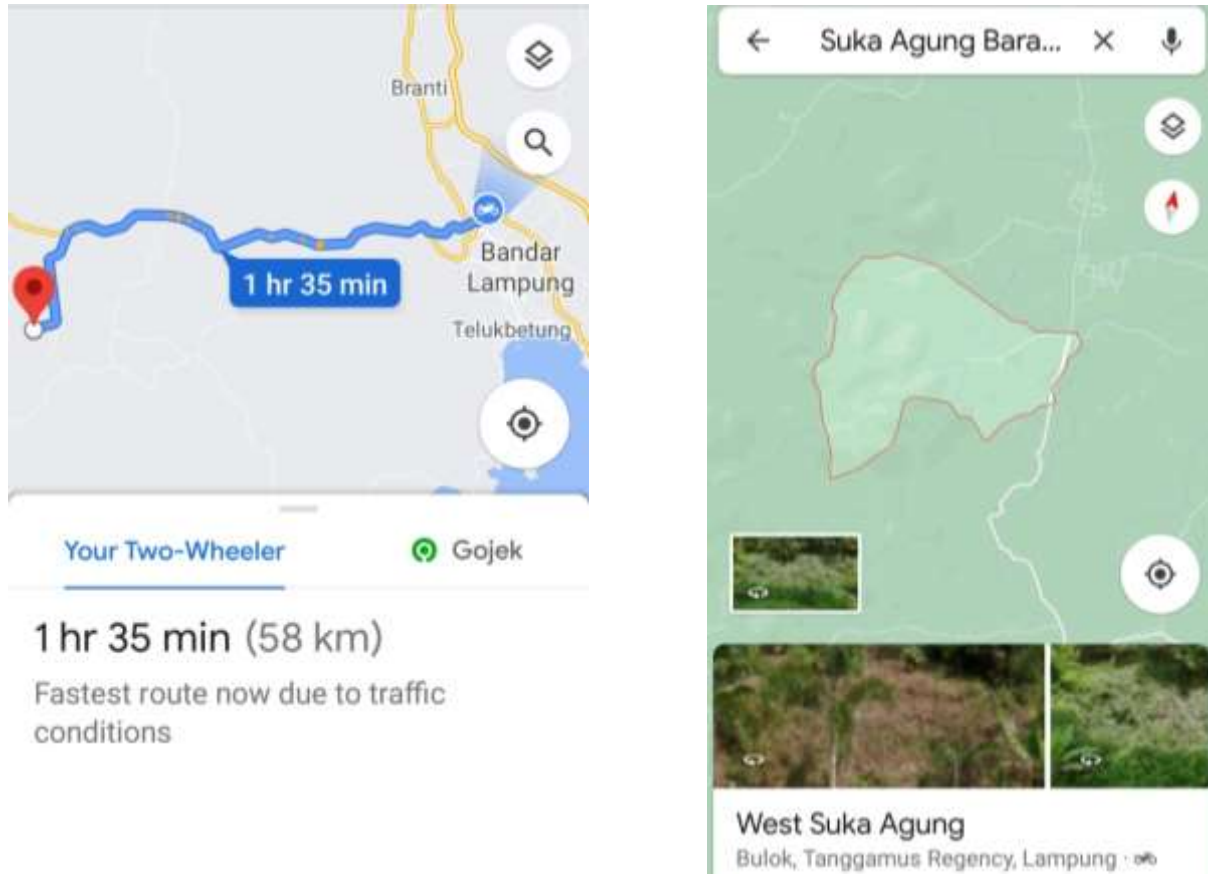 Branti
Bandar
Lampung
1 hr 35 min
Telukbetung
Your Two-Wheeler
Gojek
1 hr 35 min (58 km)
Fastest route now due to traffic
conditions
Suka Agung Bara...
West Suka Agung
Bulok, Tanggamus Regency, Lampung ·